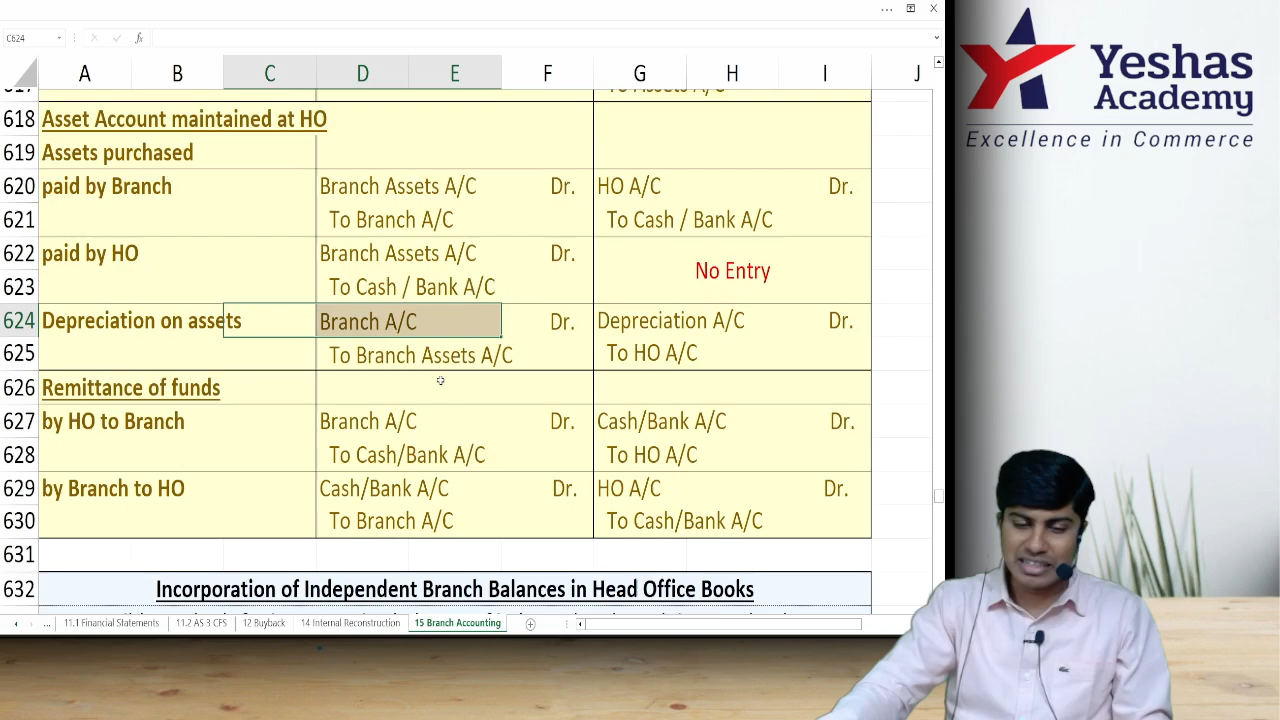 C624
fx
A B C D E F G H I J
618 Asset Account maintained at HO
619 Assets purchased
620 paid by Branch Branch Assets A/C Dr. HO A/C Dr.
621 To Branch A/C To Cash / Bank A/C
622 paid by HO Branch Assets A/C Dr.
No Entry
623 To Cash / Bank A/C
624 Depreciation on assets Branch A/C Dr. Depreciation A/C Dr.
625 To Branch Assets A/C To HO A/C
626 Remittance of funds
627 by HO to Branch Branch A/C Dr. Cash/Bank A/C Dr.
628 To Cash/Bank A/C To HO A/C
629 by Branch to HO Cash/Bank A/C Dr. HO A/C Dr.
630 To Branch A/C To Cash/Bank A/C
631
632 Incorporation of Independent Branch Balances in Head Office Books
... 11.1 Financial Statements 11.2 AS 3 CFS 12 Buyback 14 Internal Reconstruction 15 Branch Accounting
Yeshas
Academy
Excellence in Commerce